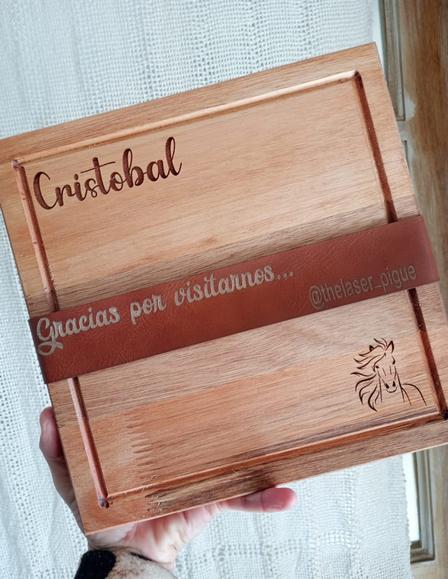 Cristobal
Gracias por visitarnos...
@thelaser_pigue